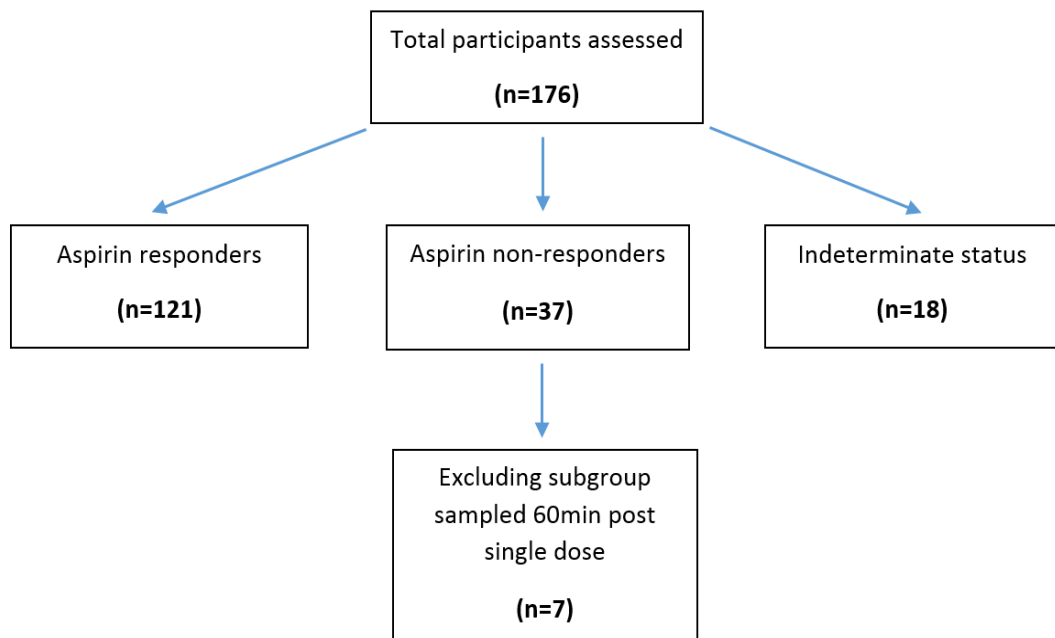 Total participants assessed
(n=176)
Aspirin responders
(n=121)
Aspirin non-responders
(n=37)
Indeterminate status
(n=18)
Excluding subgroup
sampled 60min post
single dose
(n=7)